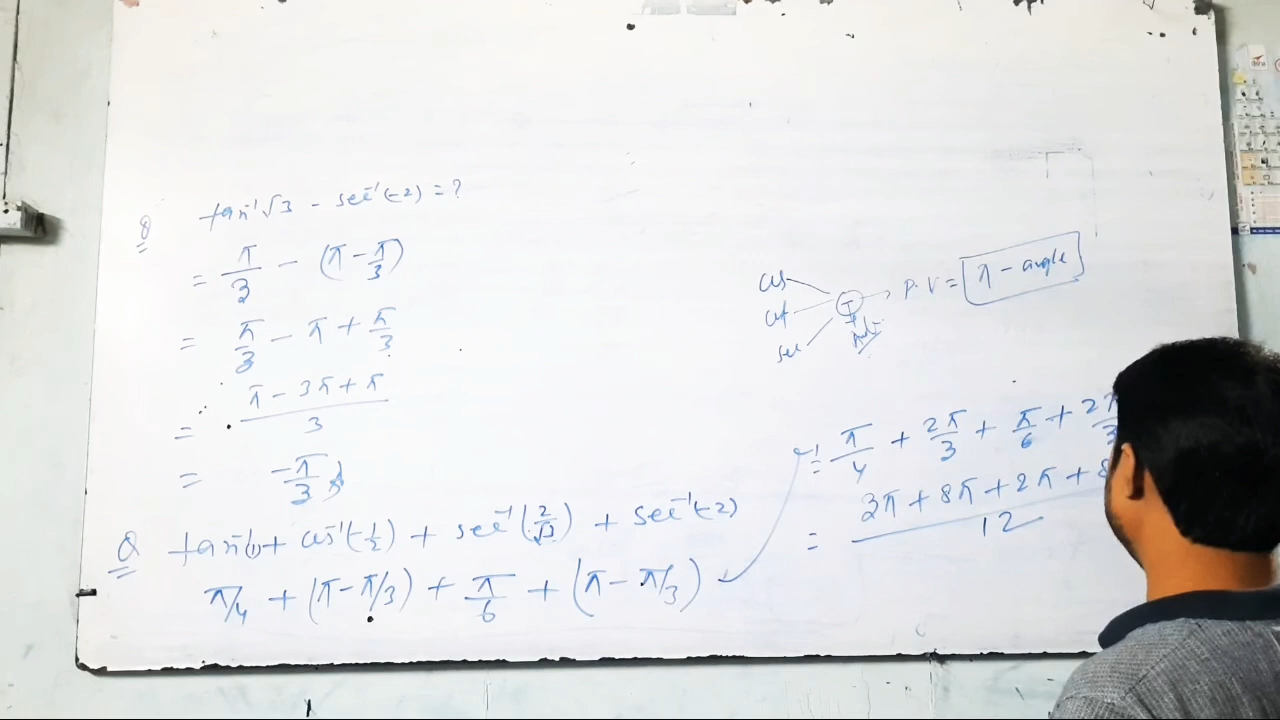 Q tan⁻¹√3 - sec⁻¹(-2) = ?
= π/3 - (π - π/3)
= π/3 - π + π/3
= (π - 3π + π)/3
= -π/3
Q tan⁻¹(1) + cos⁻¹(-1/2) + sec⁻¹(2/√3) + sec⁻¹(-2)
π/4 + (π - π/3) + π/6 + (π - π/3)
cos
cot
sec
P.V = π - angle
= π/4 + 2π/3 + π/6 + 2π/3
= 3π + 8π + 2π + 8
12